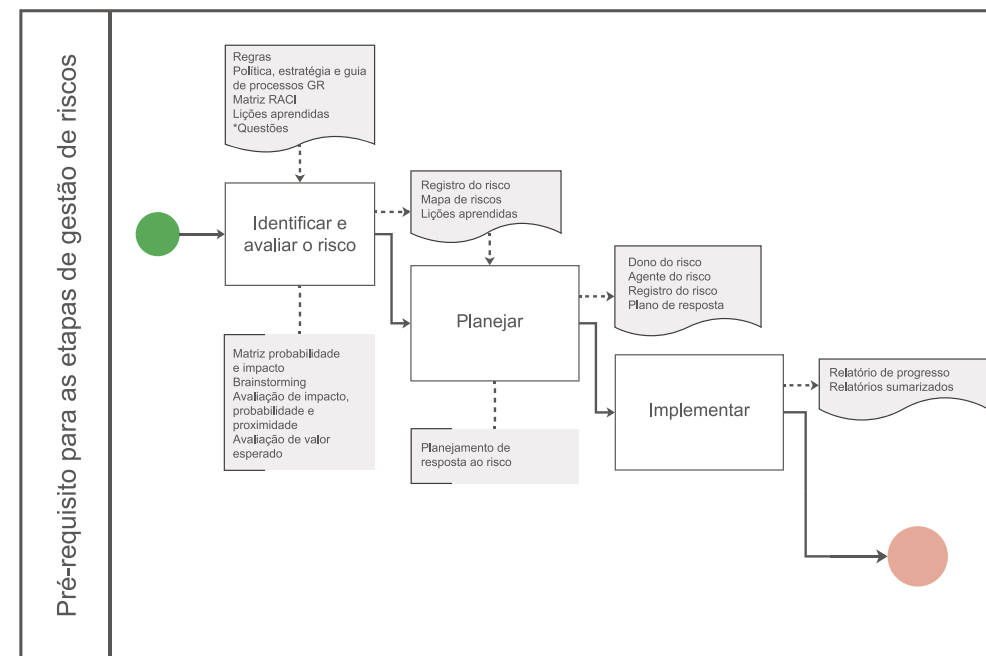 Pré-requisito para as etapas de gestão de riscos
Regras
Política, estratégia e guia
de processos GR
Matriz RACI
Lições aprendidas
*Questões
Identificar e
avaliar o risco
Registro do risco
Mapa de riscos
Lições aprendidas
Matriz probabilidade
e impacto
Brainstorming
Avaliação de impacto,
probabilidade e
proximidade
Avaliação de valor
esperado
Planejar
Dono do risco
Agente do risco
Registro do risco
Plano de resposta
Planejamento de
resposta ao risco
Implementar
Relatório de progresso
Relatórios sumarizados